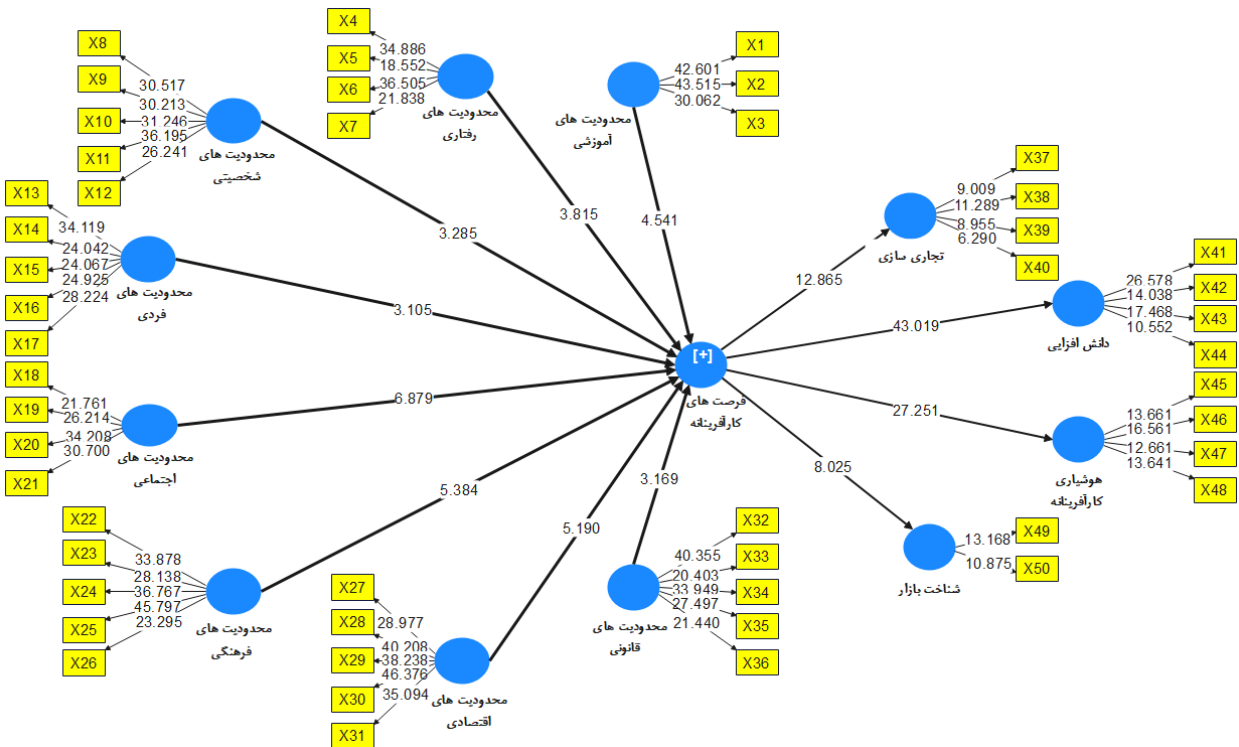 X8
X9
X10
X11
X12
30.517
30.213
31.246
36.195
26.241
محدودیت های
شخصیتی
X4
X5
X6
X7
34.886
18.552
36.505
21.838
محدودیت های
رفتاری
X1
X2
X3
42.601
43.515
30.062
محدودیت های
آموزشی
X13
X14
X15
X16
X17
34.119
24.042
24.067
24.925
28.224
محدودیت های
فردی
X18
X19
X20
X21
21.761
26.214
34.208
30.700
محدودیت های
اجتماعی
X22
X23
X24
X25
X26
33.878
28.138
36.767
45.797
23.295
محدودیت های
فرهنگی
X27
X28
X29
X30
X31
28.977
40.208
38.238
46.376
35.094
محدودیت های
اقتصادی
X32
X33
X34
X35
X36
40.355
20.403
33.949
27.497
21.440
محدودیت های
قانونی
3.285
3.815
4.541
3.105
6.879
5.384
5.190
3.169
[+]
فرصت های
کارآفرینانه
12.865
43.019
27.251
8.025
X37
X38
X39
X40
9.009
11.289
8.955
6.290
تجاری سازی
X41
X42
X43
X44
26.578
14.038
17.468
10.552
دانش افزایی
X45
X46
X47
X48
13.661
16.561
12.661
13.641
هوشیاری
کارآفرینانه
X49
X50
13.168
10.875
شناخت بازار